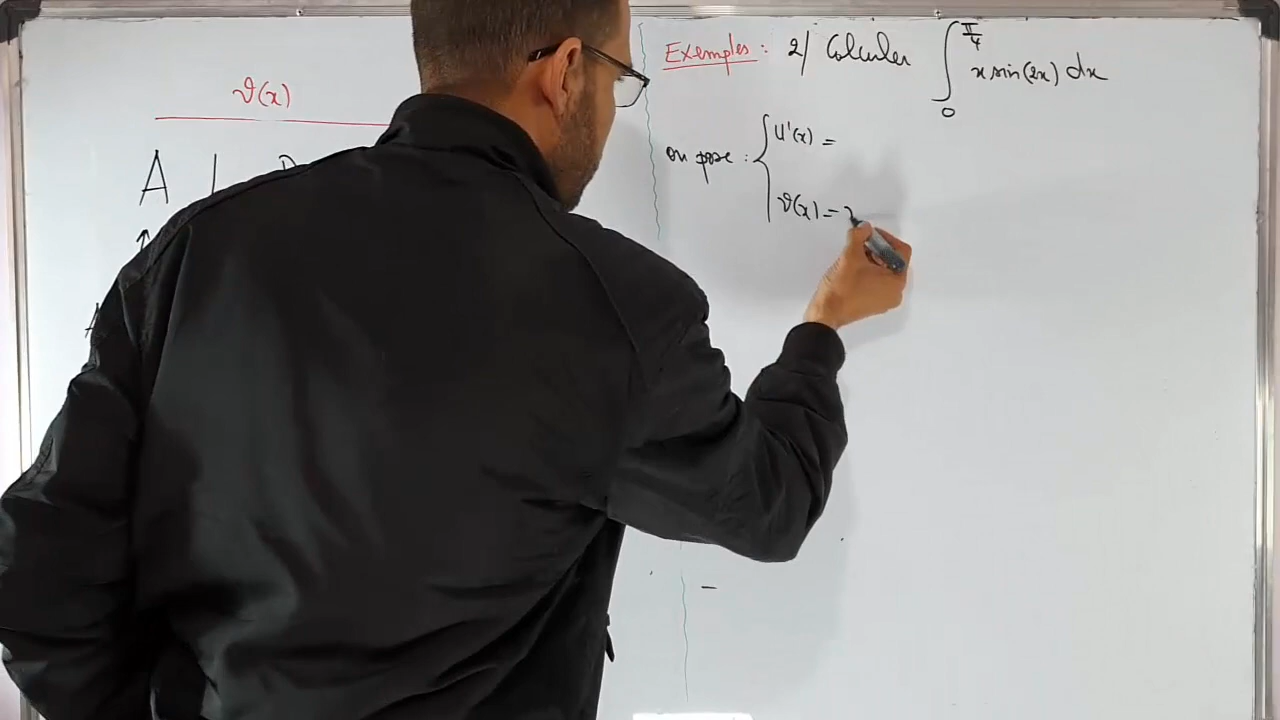 ϑ(x)
A L
Exemples : 2/ Calculer ∫₀^{π/4} x sin(2x) dx
on pose : { u'(x) =
ϑ(x) = x